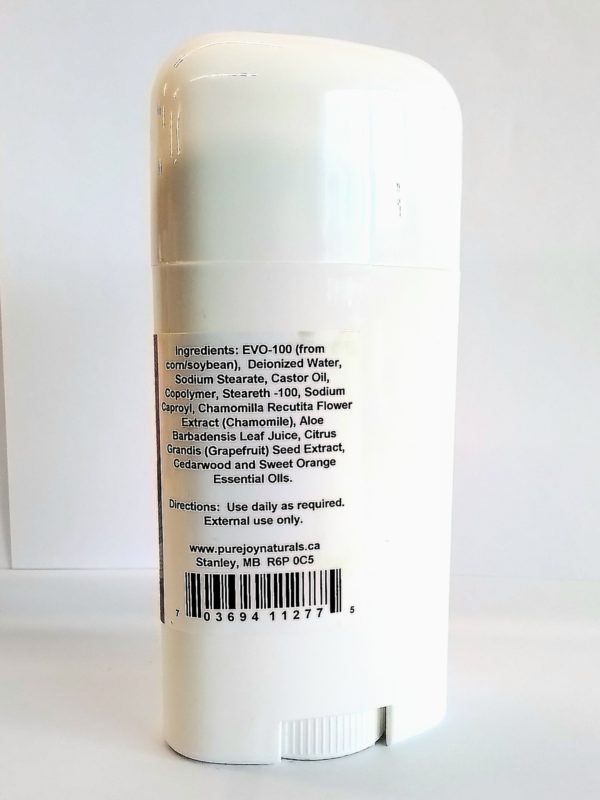 Ingredients: EVO-100 (from
corn/soybean),  Deionized Water,
Sodium Stearate, Castor Oil,
Copolymer, Steareth -100, Sodium
Caproyl, Chamomilla Recutita Flower
Extract (Chamomile), Aloe
Barbadensis Leaf Juice, Citrus
Grandis (Grapefruit) Seed Extract,
Cedarwood and Sweet Orange
Essential OIls.
Directions:  Use daily as required.
External use only.
www.purejoynaturals.ca
Stanley, MB  R6P 0C5
7 03694 11277 5